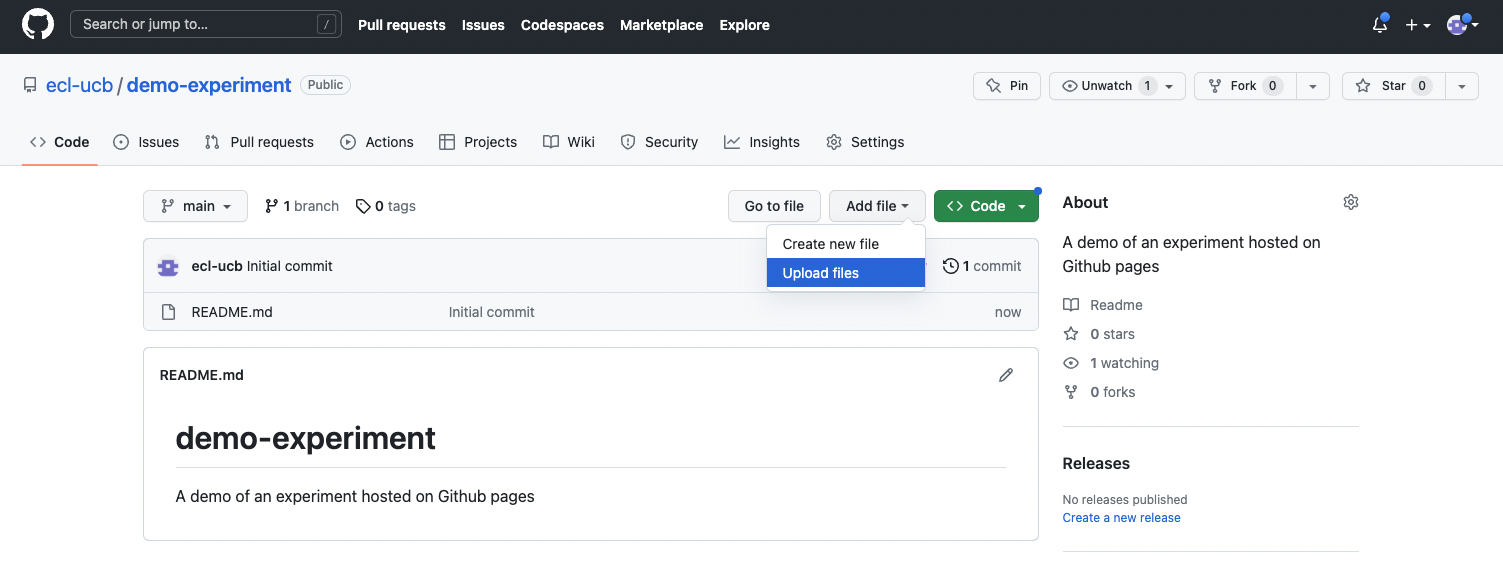 Search or jump to... / Pull requests Issues Codespaces Marketplace Explore
ecl-ucb / demo-experiment Public Pin Unwatch 1 Fork 0 Star 0
Code Issues Pull requests Actions Projects Wiki Security Insights Settings
main 1 branch 0 tags Go to file Add file Code
Create new file
Upload files
ecl-ucb Initial commit 1 commit
README.md Initial commit now
README.md
demo-experiment
A demo of an experiment hosted on Github pages
About
A demo of an experiment hosted on
Github pages
Readme
0 stars
1 watching
0 forks
Releases
No releases published
Create a new release